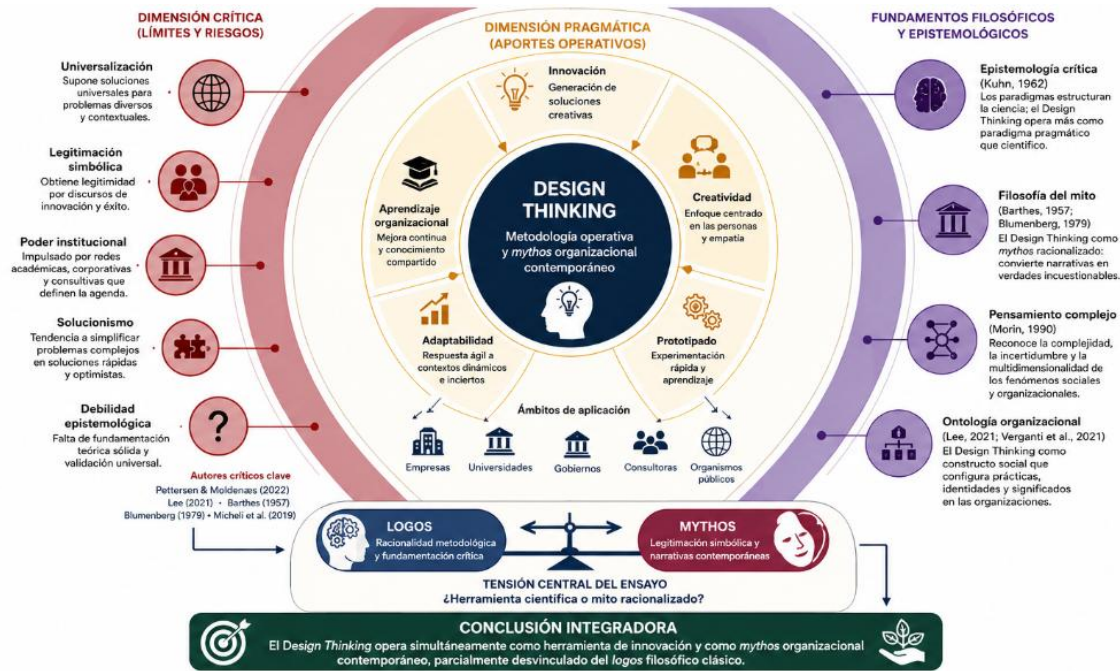 DIMENSIÓN CRÍTICA
(LÍMITES Y RIESGOS)
Universalización
Supone soluciones
universales para
problemas diversos
y contextuales.
Legitimación
simbólica
Obtiene legitimidad
por discursos de
innovación y éxito.
Poder institucional
Impulsado por redes
académicas, corporativas
y consultivas que
definen la agenda.
Solucionismo
Tendencia a simplificar
problemas complejos
en soluciones rápidas
y optimistas.
Debilidad
epistemológica
Falta de fundamentación
teórica sólida y
validación universal.
Autores críticos clave
Pettersen & Moldenæs (2022)
Lee (2021) • Barthes (1957)
Blumenberg (1979) • Micheli et al. (2019)
DIMENSIÓN PRAGMÁTICA
(APORTES OPERATIVOS)
Innovación
Generación de
soluciones
creativas
Aprendizaje
organizacional
Mejora continua
y conocimiento
compartido
Creatividad
Enfoque centrado
en las personas
y empatía
DESIGN
THINKING
Metodología operativa
y mythos organizacional
contemporáneo
Adaptabilidad
Respuesta ágil a
contextos dinámicos
e inciertos
Prototipado
Experimentación
rápida y
aprendizaje
Ámbitos de aplicación
Empresas
Universidades
Gobiernos
Consultoras
Organismos
públicos
FUNDAMENTOS FILOSÓFICOS
Y EPISTEMOLÓGICOS
Epistemología crítica
(Kuhn, 1962)
Los paradigmas estructuran
la ciencia; el Design
Thinking opera más como
paradigma pragmático
que científico.
Filosofía del mito
(Barthes, 1957;
Blumenberg, 1979)
El Design Thinking como
mythos racionalizado:
convierte narrativas en
verdades incuestionables.
Pensamiento complejo
(Morin, 1990)
Reconoce la complejidad,
la incertidumbre y la
multidimensionalidad de
los fenómenos sociales
y organizacionales.
Ontología organizacional
(Lee, 2021; Verganti et al., 2021)
El Design Thinking como
constructo social que
configura prácticas,
identidades y significados
en las organizaciones.
LOGOS
Racionalidad metodológica
y fundamentación crítica
MYTHOS
Legitimación simbólica y
narrativas contemporáneas
TENSIÓN CENTRAL DEL ENSAYO
¿Herramienta científica o mito racionalizado?
CONCLUSIÓN INTEGRADORA
El Design Thinking opera simultáneamente como herramienta de innovación y como mythos organizacional
contemporáneo, parcialmente desvinculado del logos filosófico clásico.